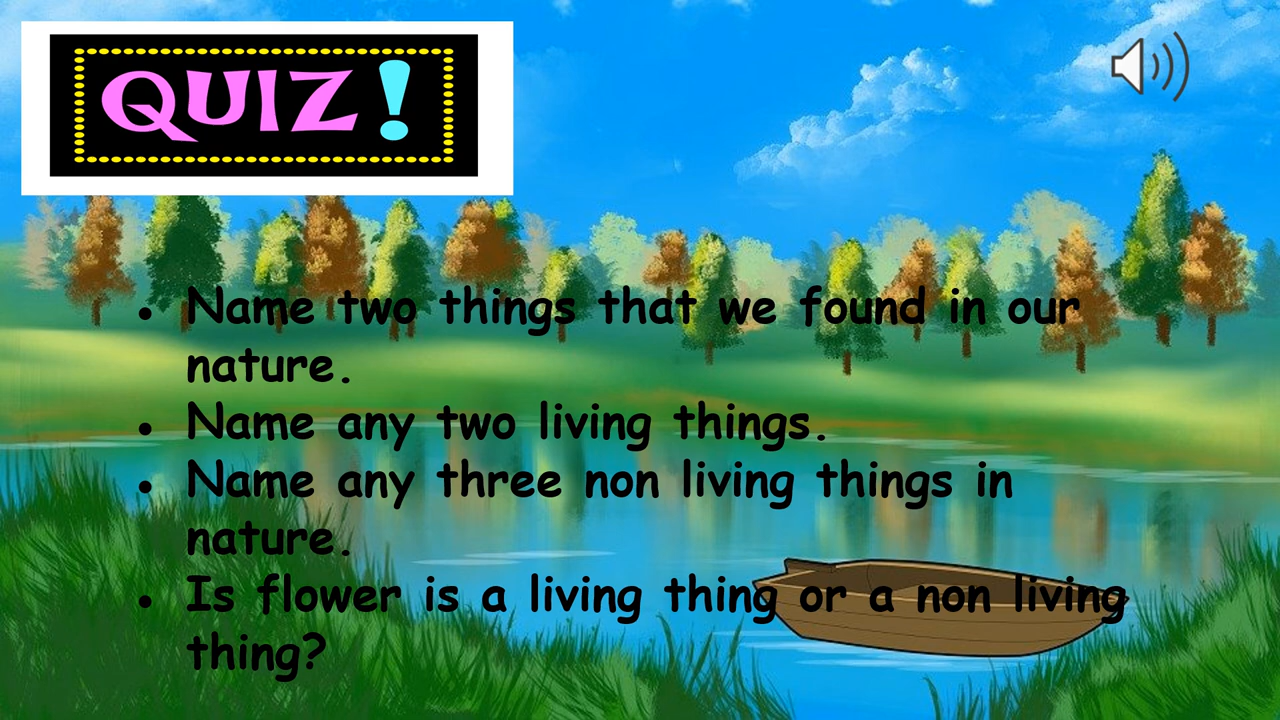 QUIZ!
• Name two things that we found in our
nature.
• Name any two living things.
• Name any three non living things in
nature.
• Is flower is a living thing or a non living
thing?